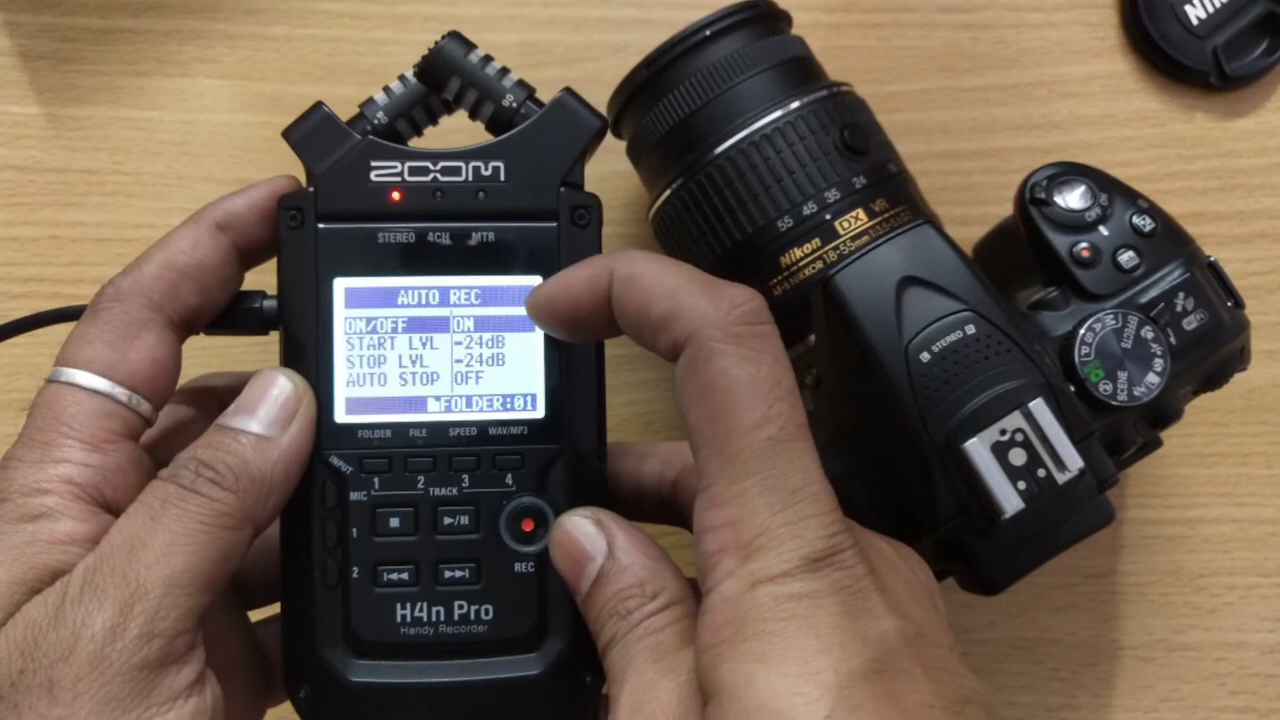 ZOOM
STEREO 4CH MTR
AUTO REC
ON/OFF ON
START LVL -24dB
STOP LVL -24dB
AUTO STOP OFF
FOLDER:01
FOLDER FILE SPEED WAV/MP3
INPUT
1 2 3 4
MIC TRACK
1
2
REC
H4n Pro
Handy Recorder
55 45 35 24
Nikon DX VR
AF-S NIKKOR 18-55mm
L STEREO R
OFF ON
M A S P
EFFECTS
SCENE